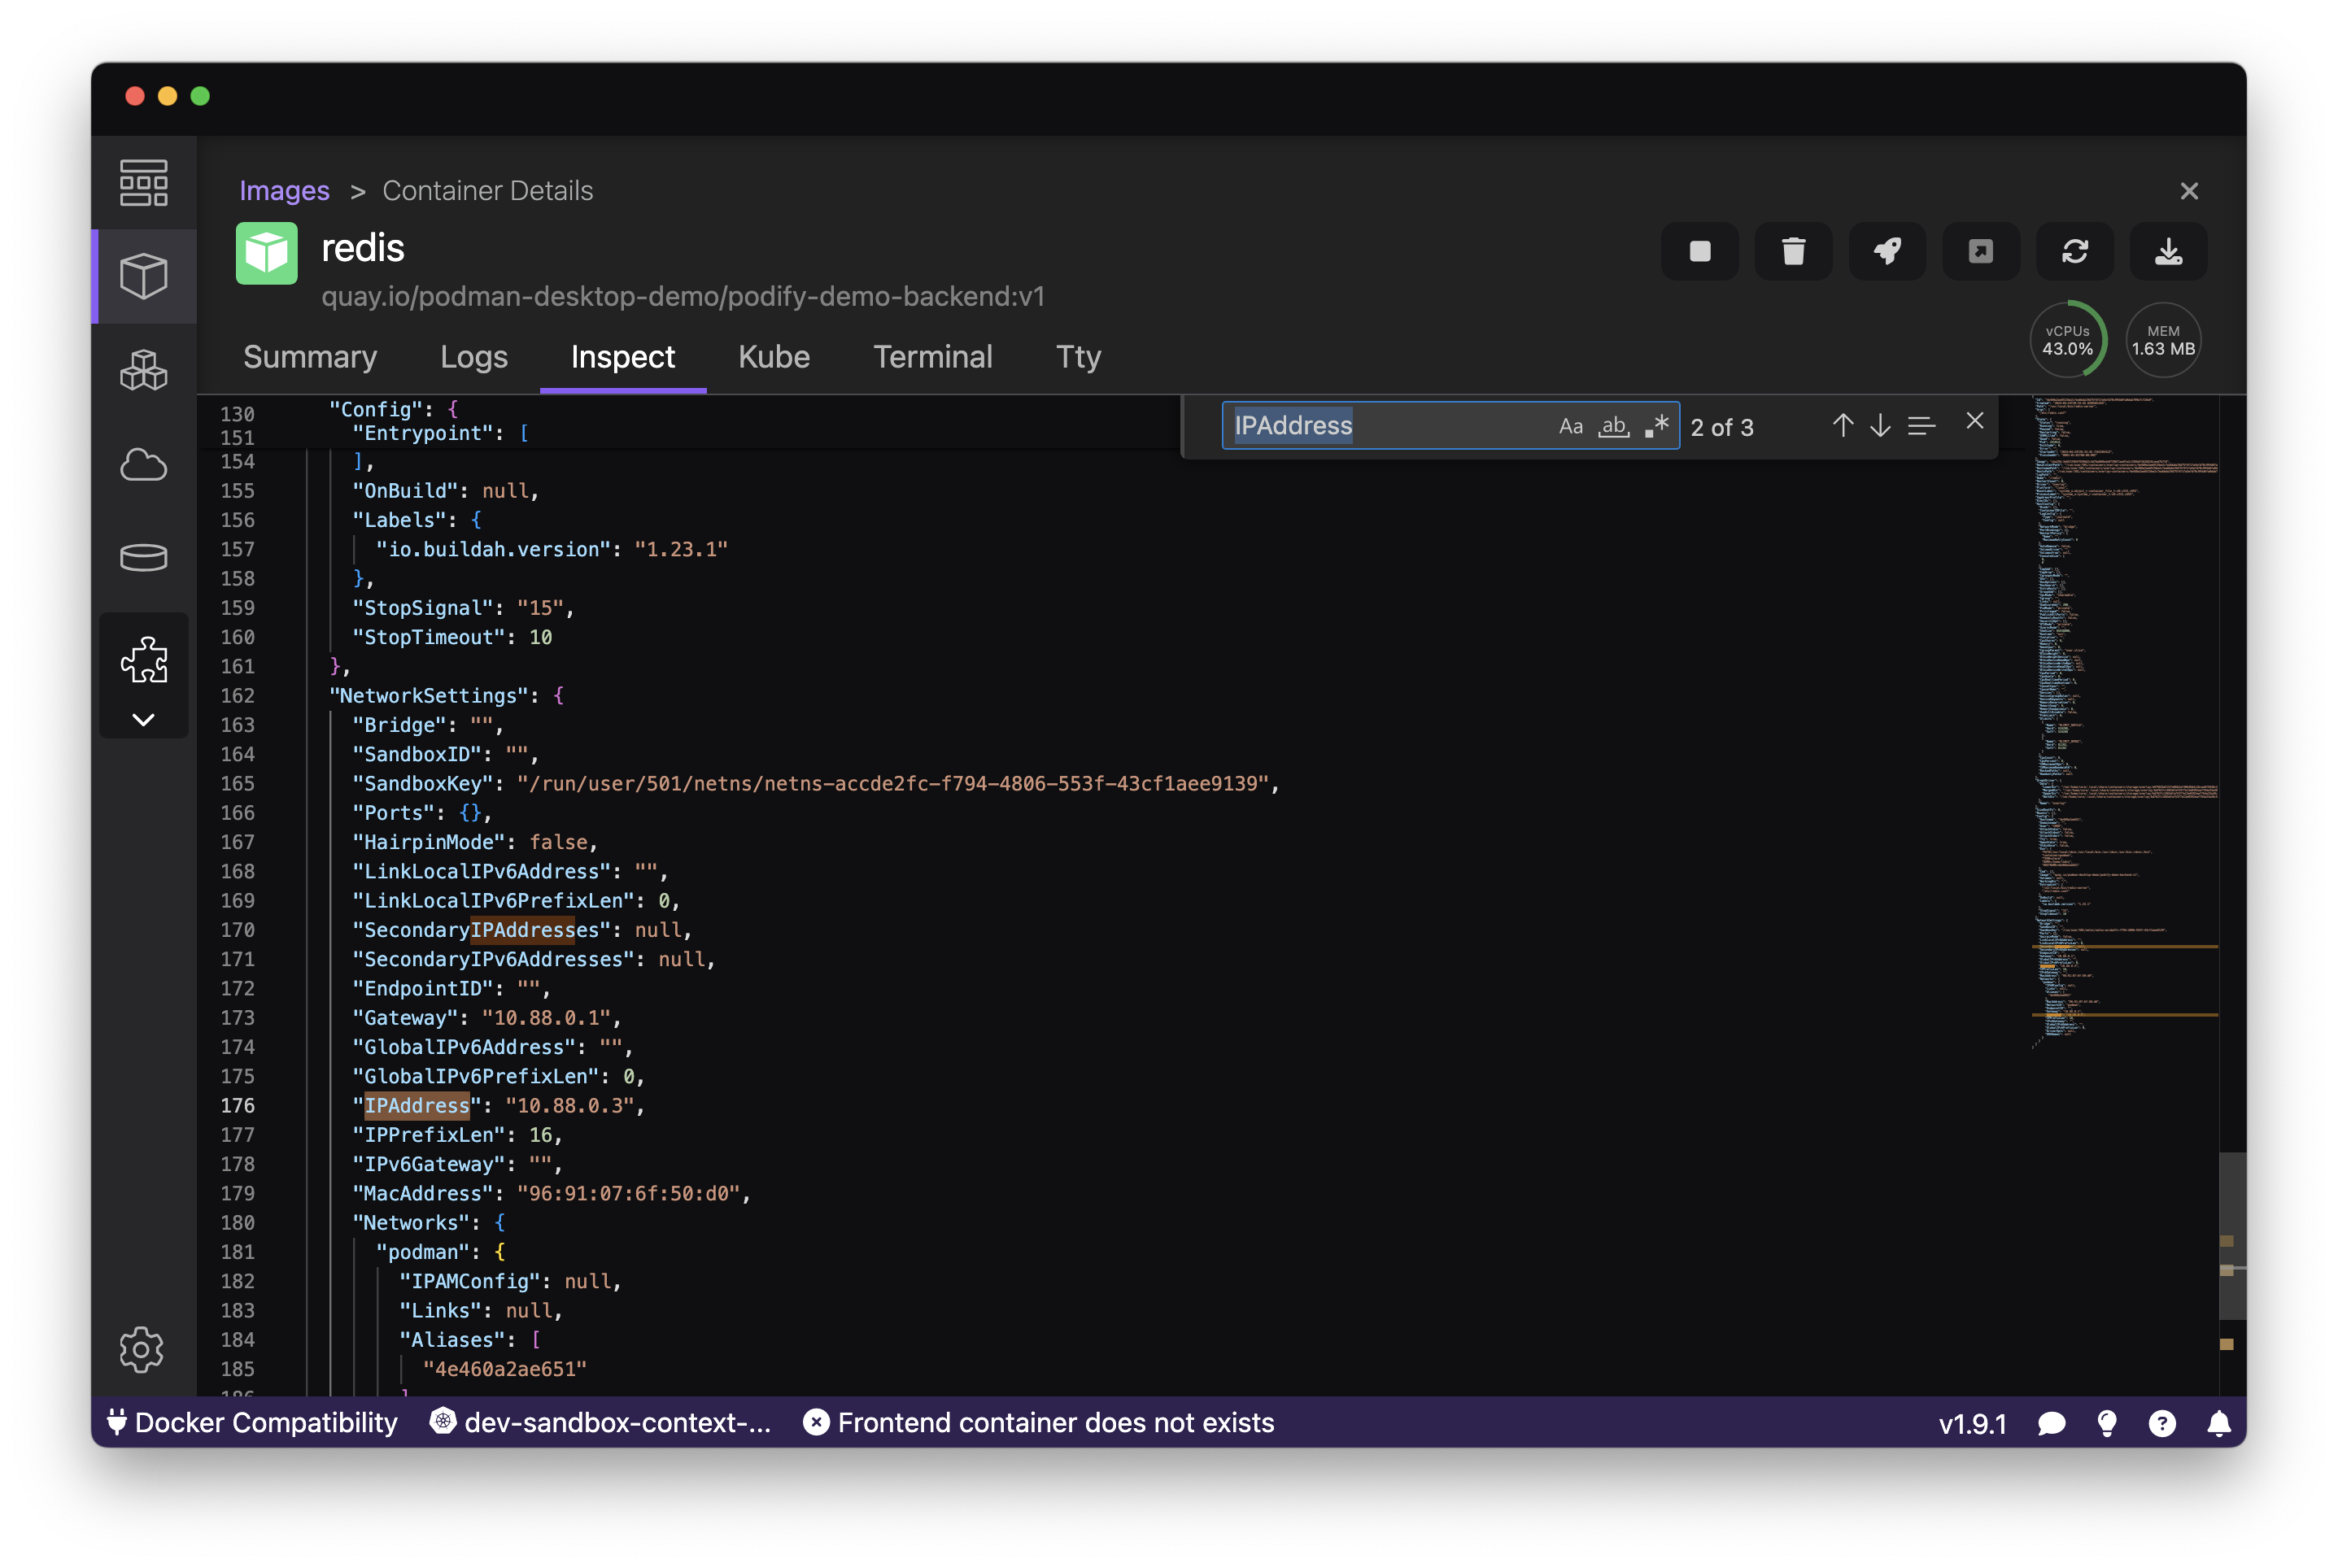 Images > Container Details
redis
quay.io/podman-desktop-demo/podify-demo-backend:v1
vCPUs
43.0%
MEM
1.63 MB
Summary Logs Inspect Kube Terminal Tty
IPAddress Aa ab .* 2 of 3
130 "Config": {
151 "Entrypoint": [
154 ],
155 "OnBuild": null,
156 "Labels": {
157 "io.buildah.version": "1.23.1"
158 },
159 "StopSignal": "15",
160 "StopTimeout": 10
161 },
162 "NetworkSettings": {
163 "Bridge": "",
164 "SandboxID": "",
165 "SandboxKey": "/run/user/501/netns/netns-accde2fc-f794-4806-553f-43cf1aee9139",
166 "Ports": {},
167 "HairpinMode": false,
168 "LinkLocalIPv6Address": "",
169 "LinkLocalIPv6PrefixLen": 0,
170 "SecondaryIPAddresses": null,
171 "SecondaryIPv6Addresses": null,
172 "EndpointID": "",
173 "Gateway": "10.88.0.1",
174 "GlobalIPv6Address": "",
175 "GlobalIPv6PrefixLen": 0,
176 "IPAddress": "10.88.0.3",
177 "IPPrefixLen": 16,
178 "IPv6Gateway": "",
179 "MacAddress": "96:91:07:6f:50:d0",
180 "Networks": {
181 "podman": {
182 "IPAMConfig": null,
183 "Links": null,
184 "Aliases": [
185 "4e460a2ae651"
186 ]
Docker Compatibility dev-sandbox-context-... Frontend container does not exists v1.9.1